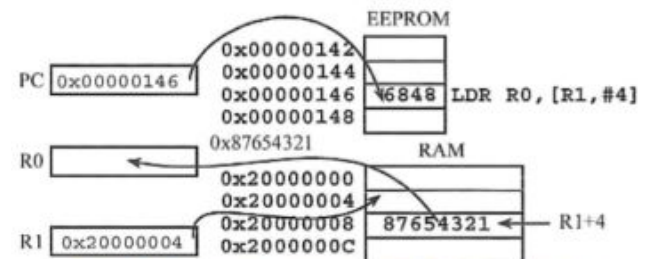 EEPROM
0x00000142
0x00000144
PC 0x00000146 0x00000146 6848 LDR R0,[R1,#4]
0x00000148
0x87654321 RAM
R0
0x20000000
0x20000004
0x20000008 87654321 R1+4
R1 0x20000004 0x2000000C